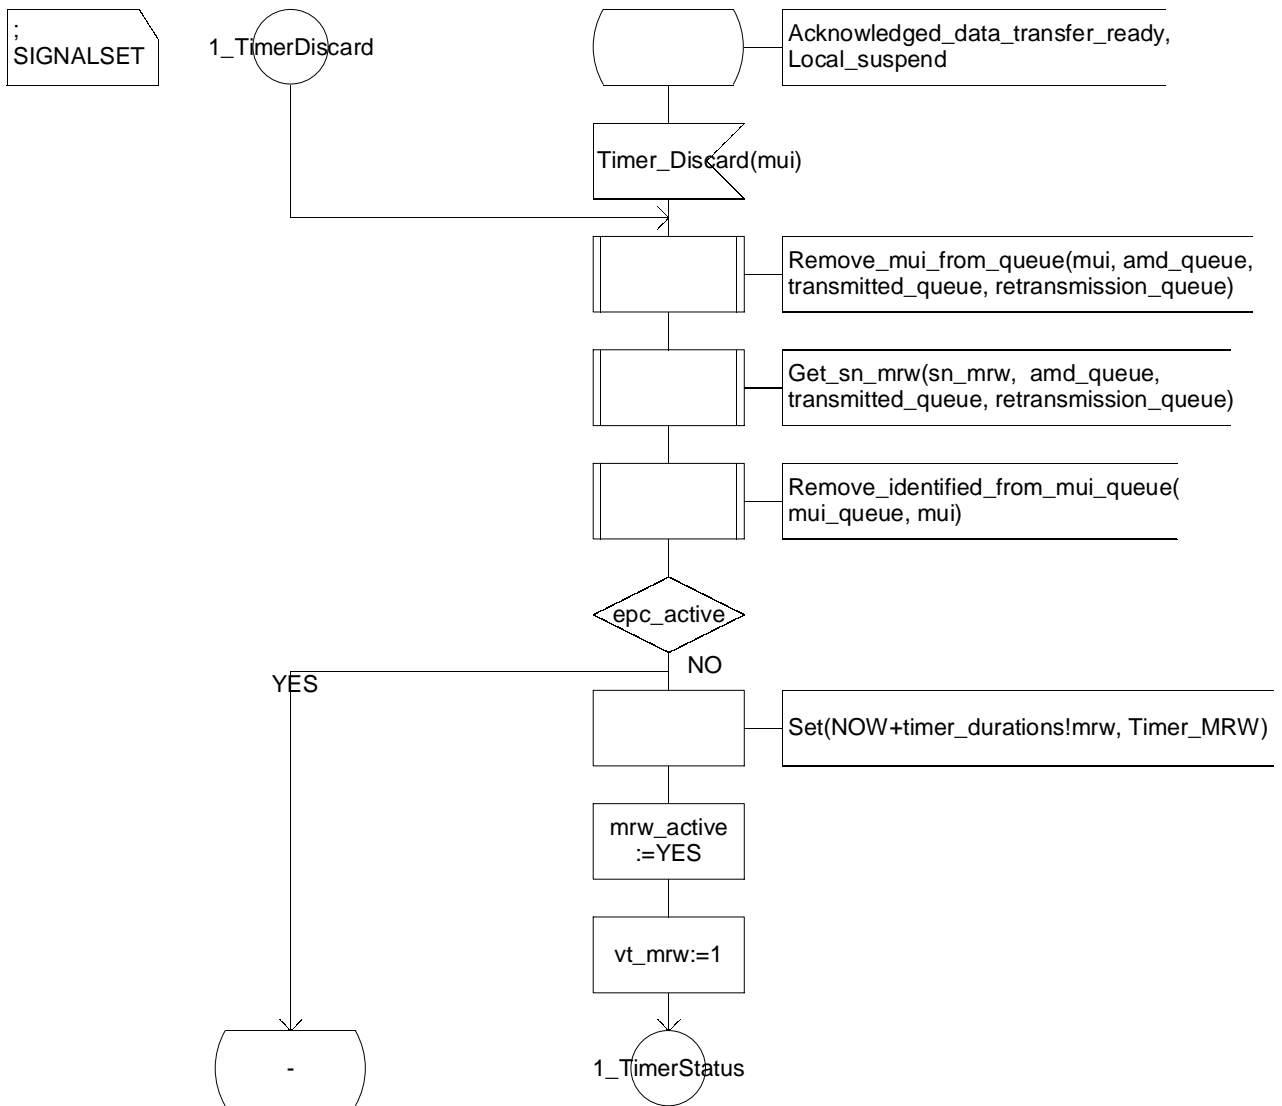 ;
SIGNALSET
1_TimerDiscard
Acknowledged_data_transfer_ready,
Local_suspend
Timer_Discard(mui)
Remove_mui_from_queue(mui, amd_queue,
transmitted_queue, retransmission_queue)
Get_sn_mrw(sn_mrw,  amd_queue,
transmitted_queue, retransmission_queue)
Remove_identified_from_mui_queue(
mui_queue, mui)
epc_active
NO
YES
Set(NOW+timer_durations!mrw, Timer_MRW)
mrw_active
:=YES
vt_mrw:=1
-
1_TimerStatus